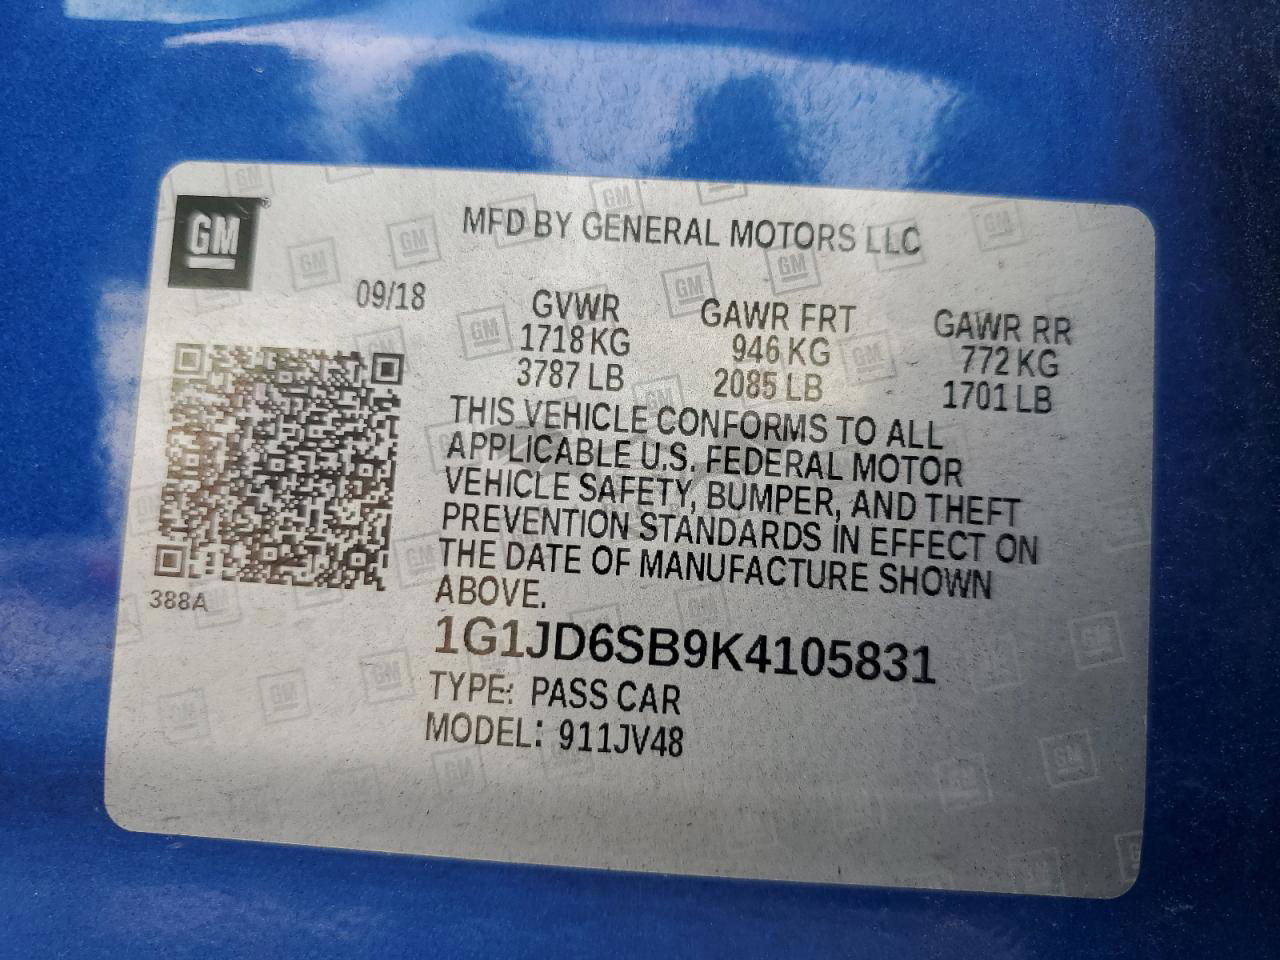 GM
MFD BY GENERAL MOTORS LLC
09/18
GVWR GAWR FRT GAWR RR
1718 KG 946 KG 772 KG
3787 LB 2085 LB 1701 LB
THIS VEHICLE CONFORMS TO ALL
APPLICABLE U.S. FEDERAL MOTOR
VEHICLE SAFETY, BUMPER, AND THEFT
PREVENTION STANDARDS IN EFFECT ON
THE DATE OF MANUFACTURE SHOWN
ABOVE.
388A
1G1JD6SB9K4105831
TYPE: PASS CAR
MODEL: 911JV48